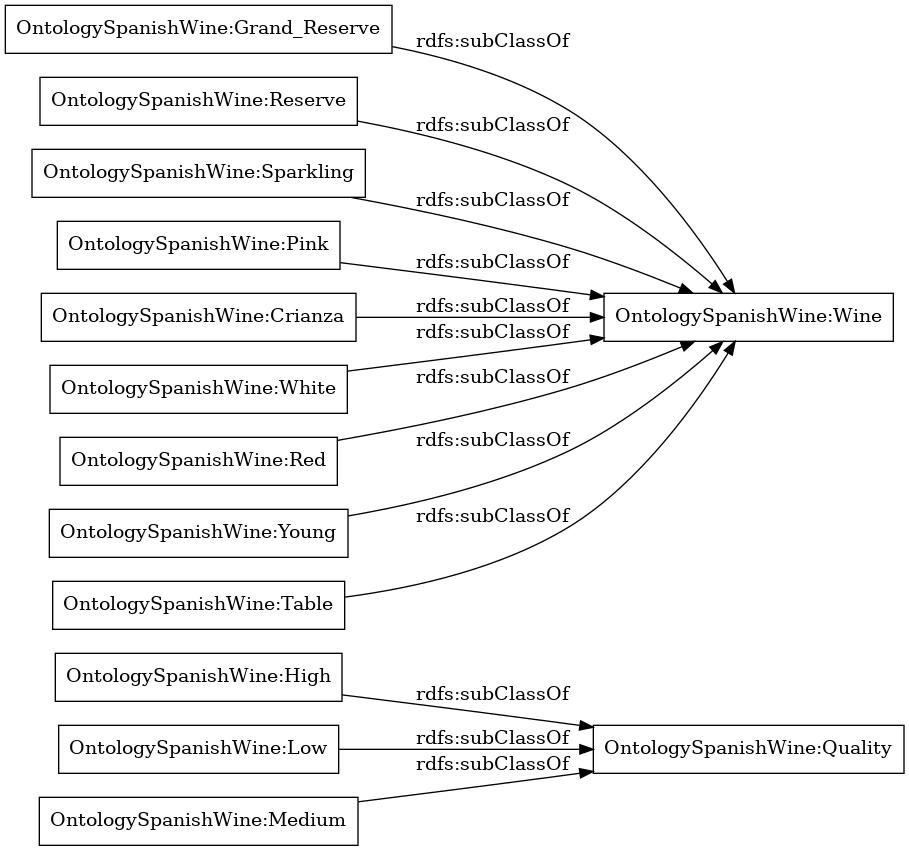 OntologySpanishWine:Grand_Reserve
rdfs:subClassOf
OntologySpanishWine:Reserve
rdfs:subClassOf
OntologySpanishWine:Sparkling
rdfs:subClassOf
OntologySpanishWine:Pink
rdfs:subClassOf
OntologySpanishWine:Crianza
rdfs:subClassOf
OntologySpanishWine:Wine
rdfs:subClassOf
OntologySpanishWine:White
rdfs:subClassOf
OntologySpanishWine:Red
rdfs:subClassOf
OntologySpanishWine:Young
rdfs:subClassOf
OntologySpanishWine:Table
OntologySpanishWine:High
rdfs:subClassOf
OntologySpanishWine:Low
rdfs:subClassOf
OntologySpanishWine:Quality
rdfs:subClassOf
OntologySpanishWine:Medium